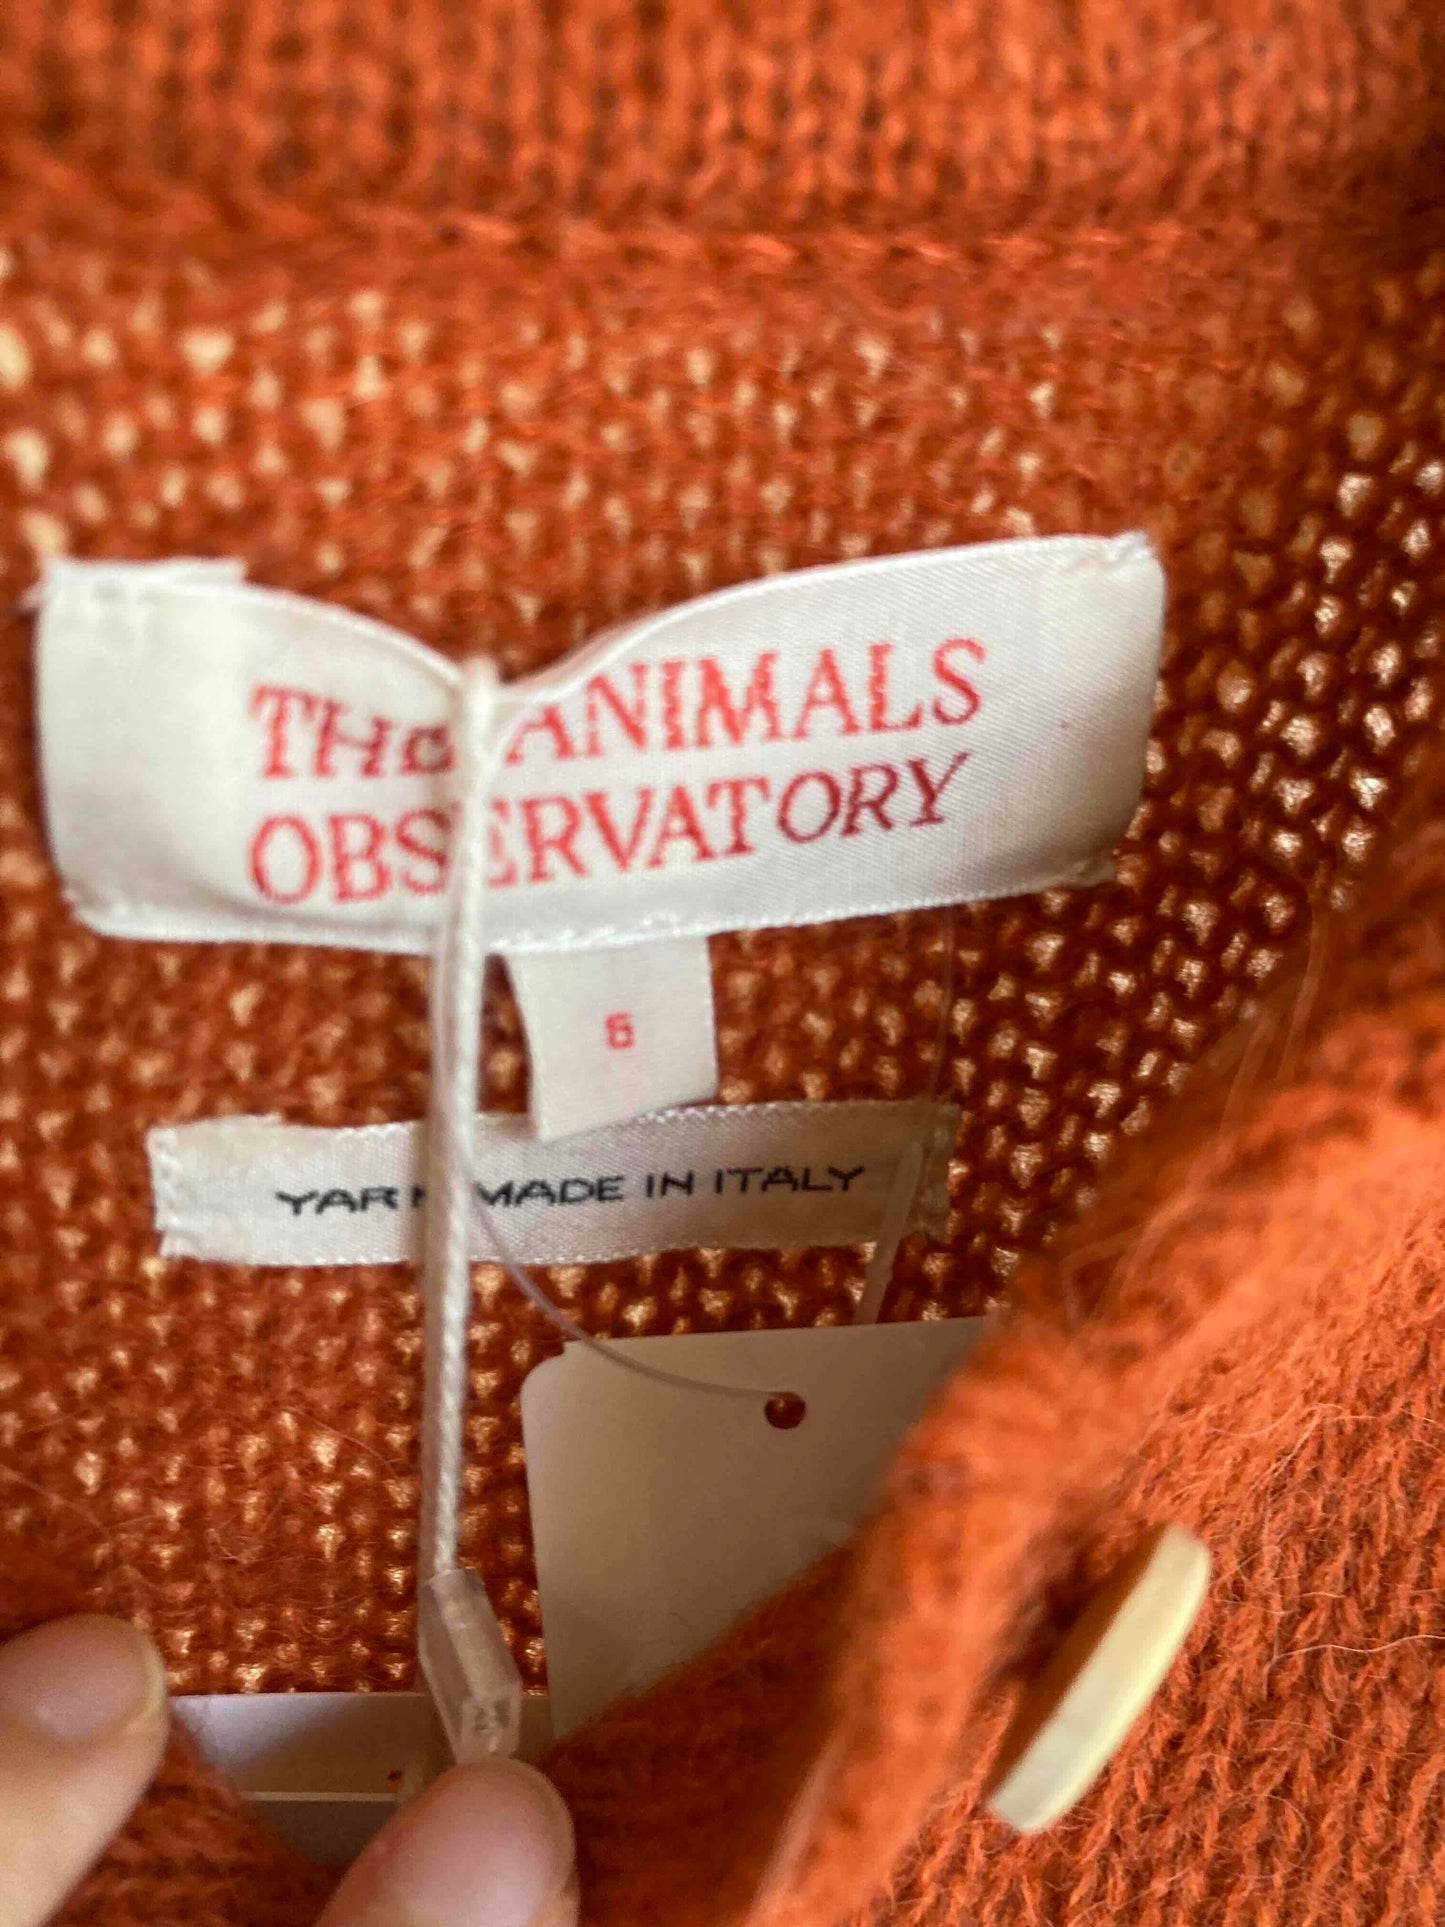 THE ANIMALS
OBSERVATORY
6
YARN MADE IN ITALY